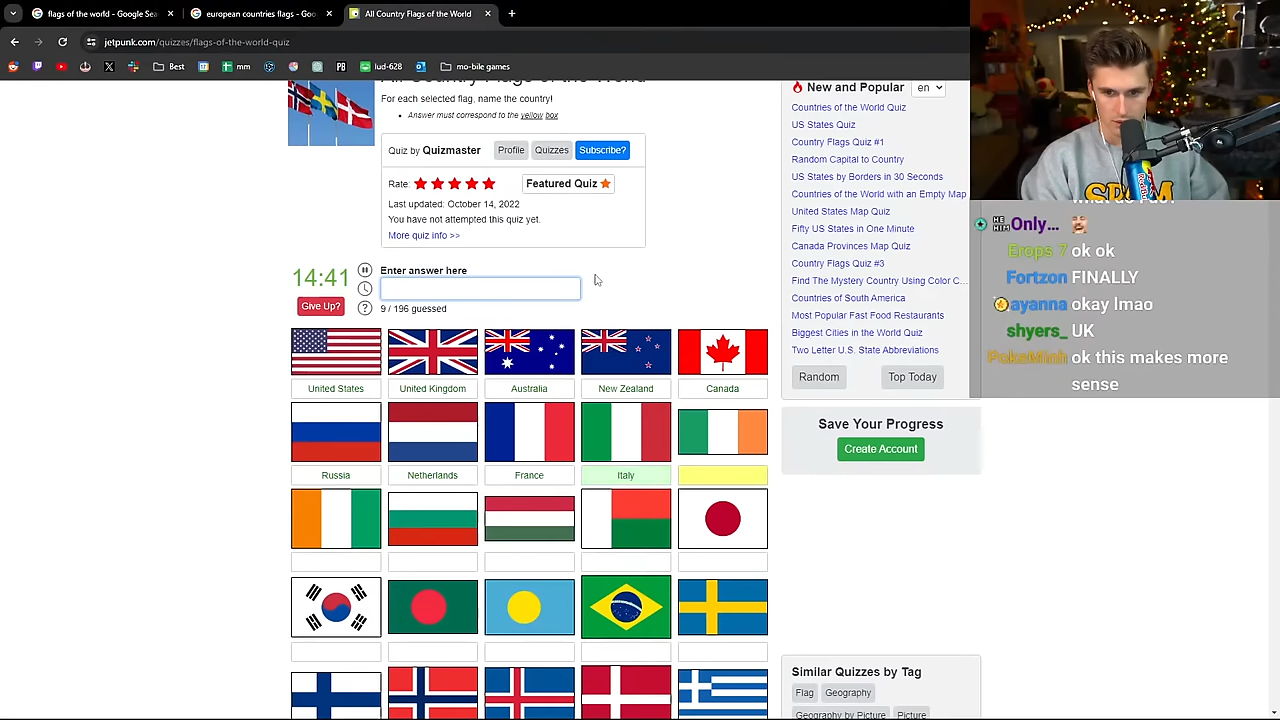 flags of the world - Google Sea
european countries flags - Goo
All Country Flags of the World
jetpunk.com/quizzes/flags-of-the-world-quiz
Best
mm
iud-628
mo-bile games
All Country Flags of the World
For each selected flag, name the country!
Answer must correspond to the yellow box
Quiz by Quizmaster
Profile
Quizzes
Subscribe?
Rate:
Featured Quiz
Last updated: October 14, 2022
You have not attempted this quiz yet.
More quiz info >>
14:41
Enter answer here
Give Up?
9 / 196 guessed
United States
United Kingdom
Australia
New Zealand
Canada
Russia
Netherlands
France
Italy
New and Popular
en
Countries of the World Quiz
US States Quiz
Country Flags Quiz #1
Random Capital to Country
US States by Borders in 30 Seconds
Countries of the World with an Empty Map
United States Map Quiz
Fifty US States in One Minute
Canada Provinces Map Quiz
Country Flags Quiz #3
Find The Mystery Country Using Color C...
Countries of South America
Most Popular Fast Food Restaurants
Biggest Cities in the World Quiz
Two Letter U.S. State Abbreviations
Random
Top Today
Save Your Progress
Create Account
Similar Quizzes by Tag
Flag
Geography
Geography by Picture
Picture
HE HIM Only...
Erops 7 ok ok
Fortzon FINALLY
ayanna okay lmao
shyers_ UK
PokeMinh ok this makes more
sense